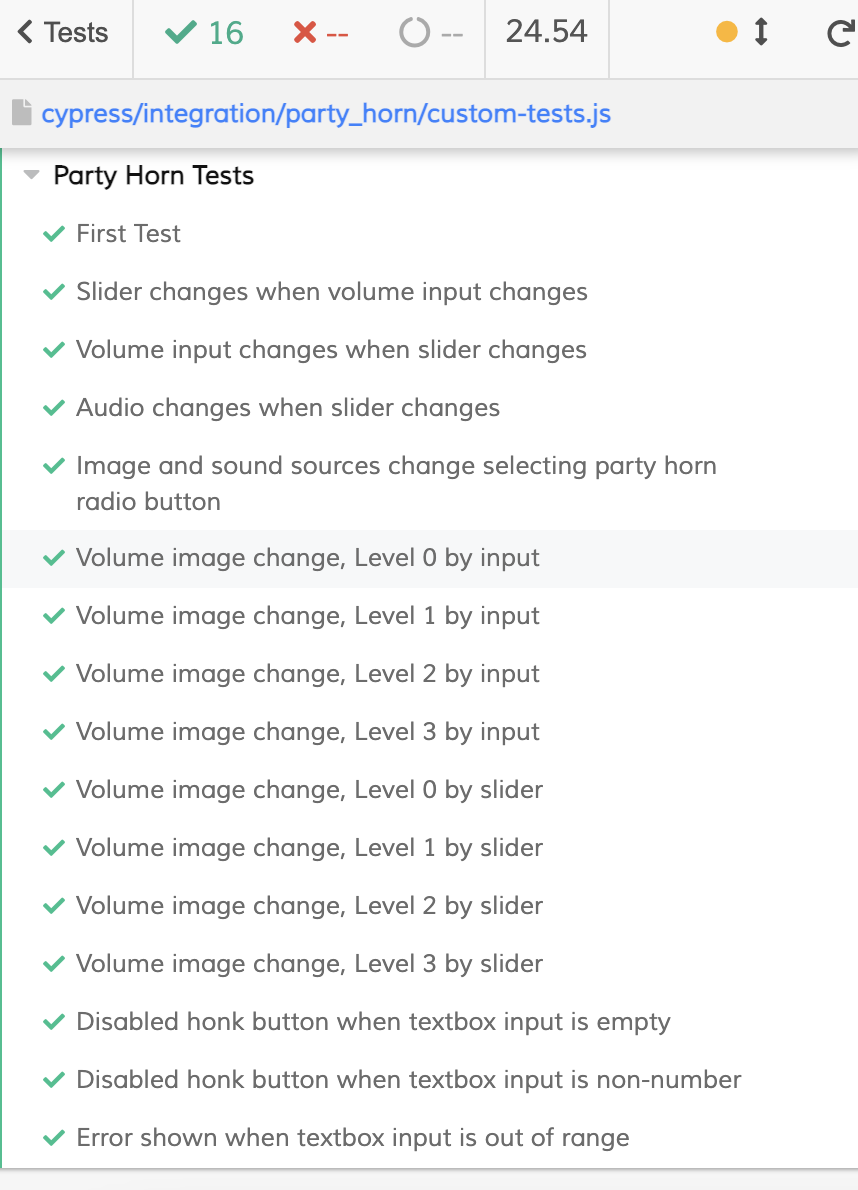 Tests 16 -- -- 24.54
cypress/integration/party_horn/custom-tests.js
Party Horn Tests
First Test
Slider changes when volume input changes
Volume input changes when slider changes
Audio changes when slider changes
Image and sound sources change selecting party horn
radio button
Volume image change, Level 0 by input
Volume image change, Level 1 by input
Volume image change, Level 2 by input
Volume image change, Level 3 by input
Volume image change, Level 0 by slider
Volume image change, Level 1 by slider
Volume image change, Level 2 by slider
Volume image change, Level 3 by slider
Disabled honk button when textbox input is empty
Disabled honk button when textbox input is non-number
Error shown when textbox input is out of range